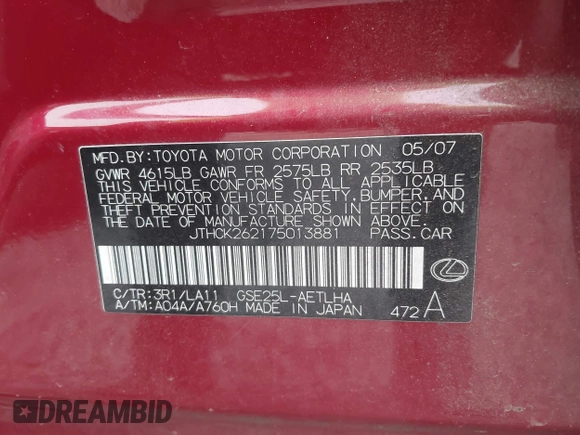 MFD.BY:TOYOTA MOTOR CORPORATION 05/07
GVWR 4615LB GAWR FR 2575LB RR 2535LB
THIS VEHICLE CONFORMS TO ALL APPLICABLE
FEDERAL MOTOR VEHICLE SAFETY,BUMPER,AND
THEFT PREVENTION STANDARDS IN EFFECT ON
THE DATE OF MANUFACTURE SHOWN ABOVE.
JTHCK262175013881 PASS.CAR
C/TR:3R1/LA11 GSE25L-AETLHA
A/TM:A04A/A760H MADE IN JAPAN 472A
DREAMBID